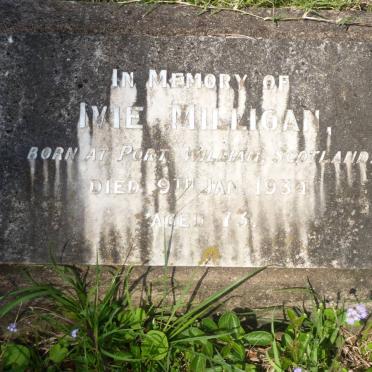 In Memory of
Ivie Milligan,
Born at Port William, Scotland.
Died 9th Jan. 1934
Aged 73.